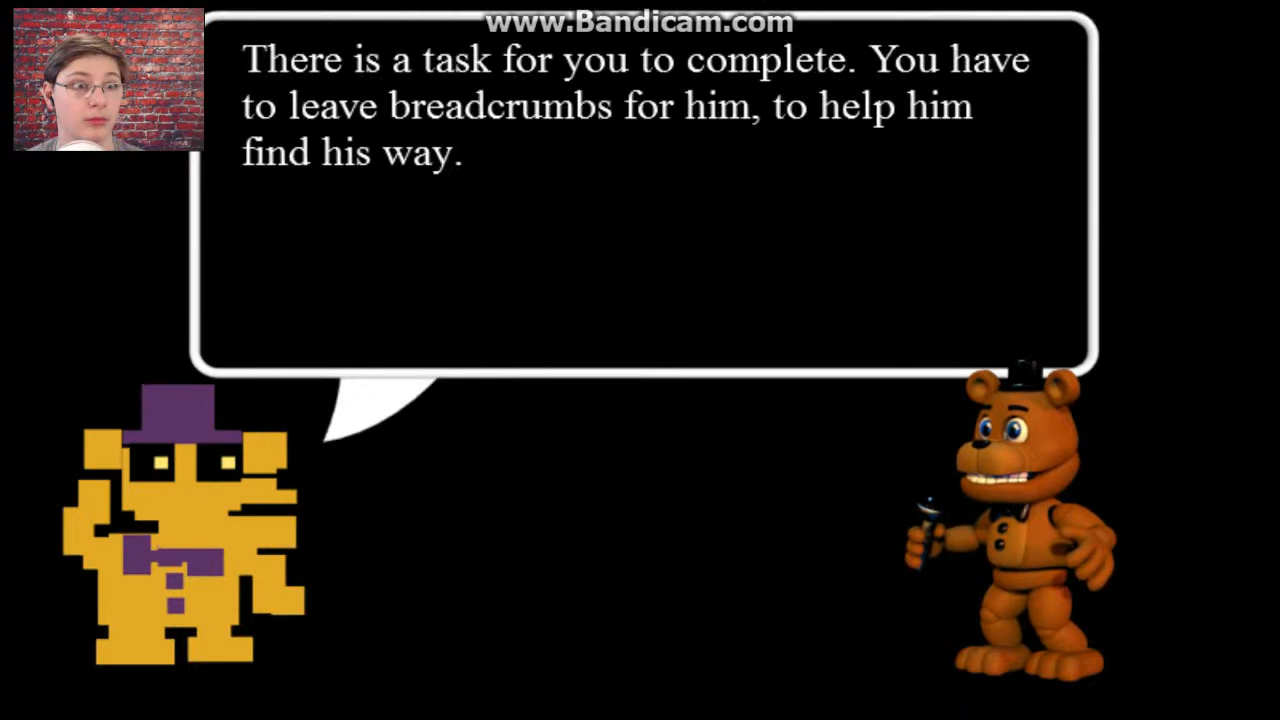 www.Bandicam.com
There is a task for you to complete. You have
to leave breadcrumbs for him, to help him
find his way.